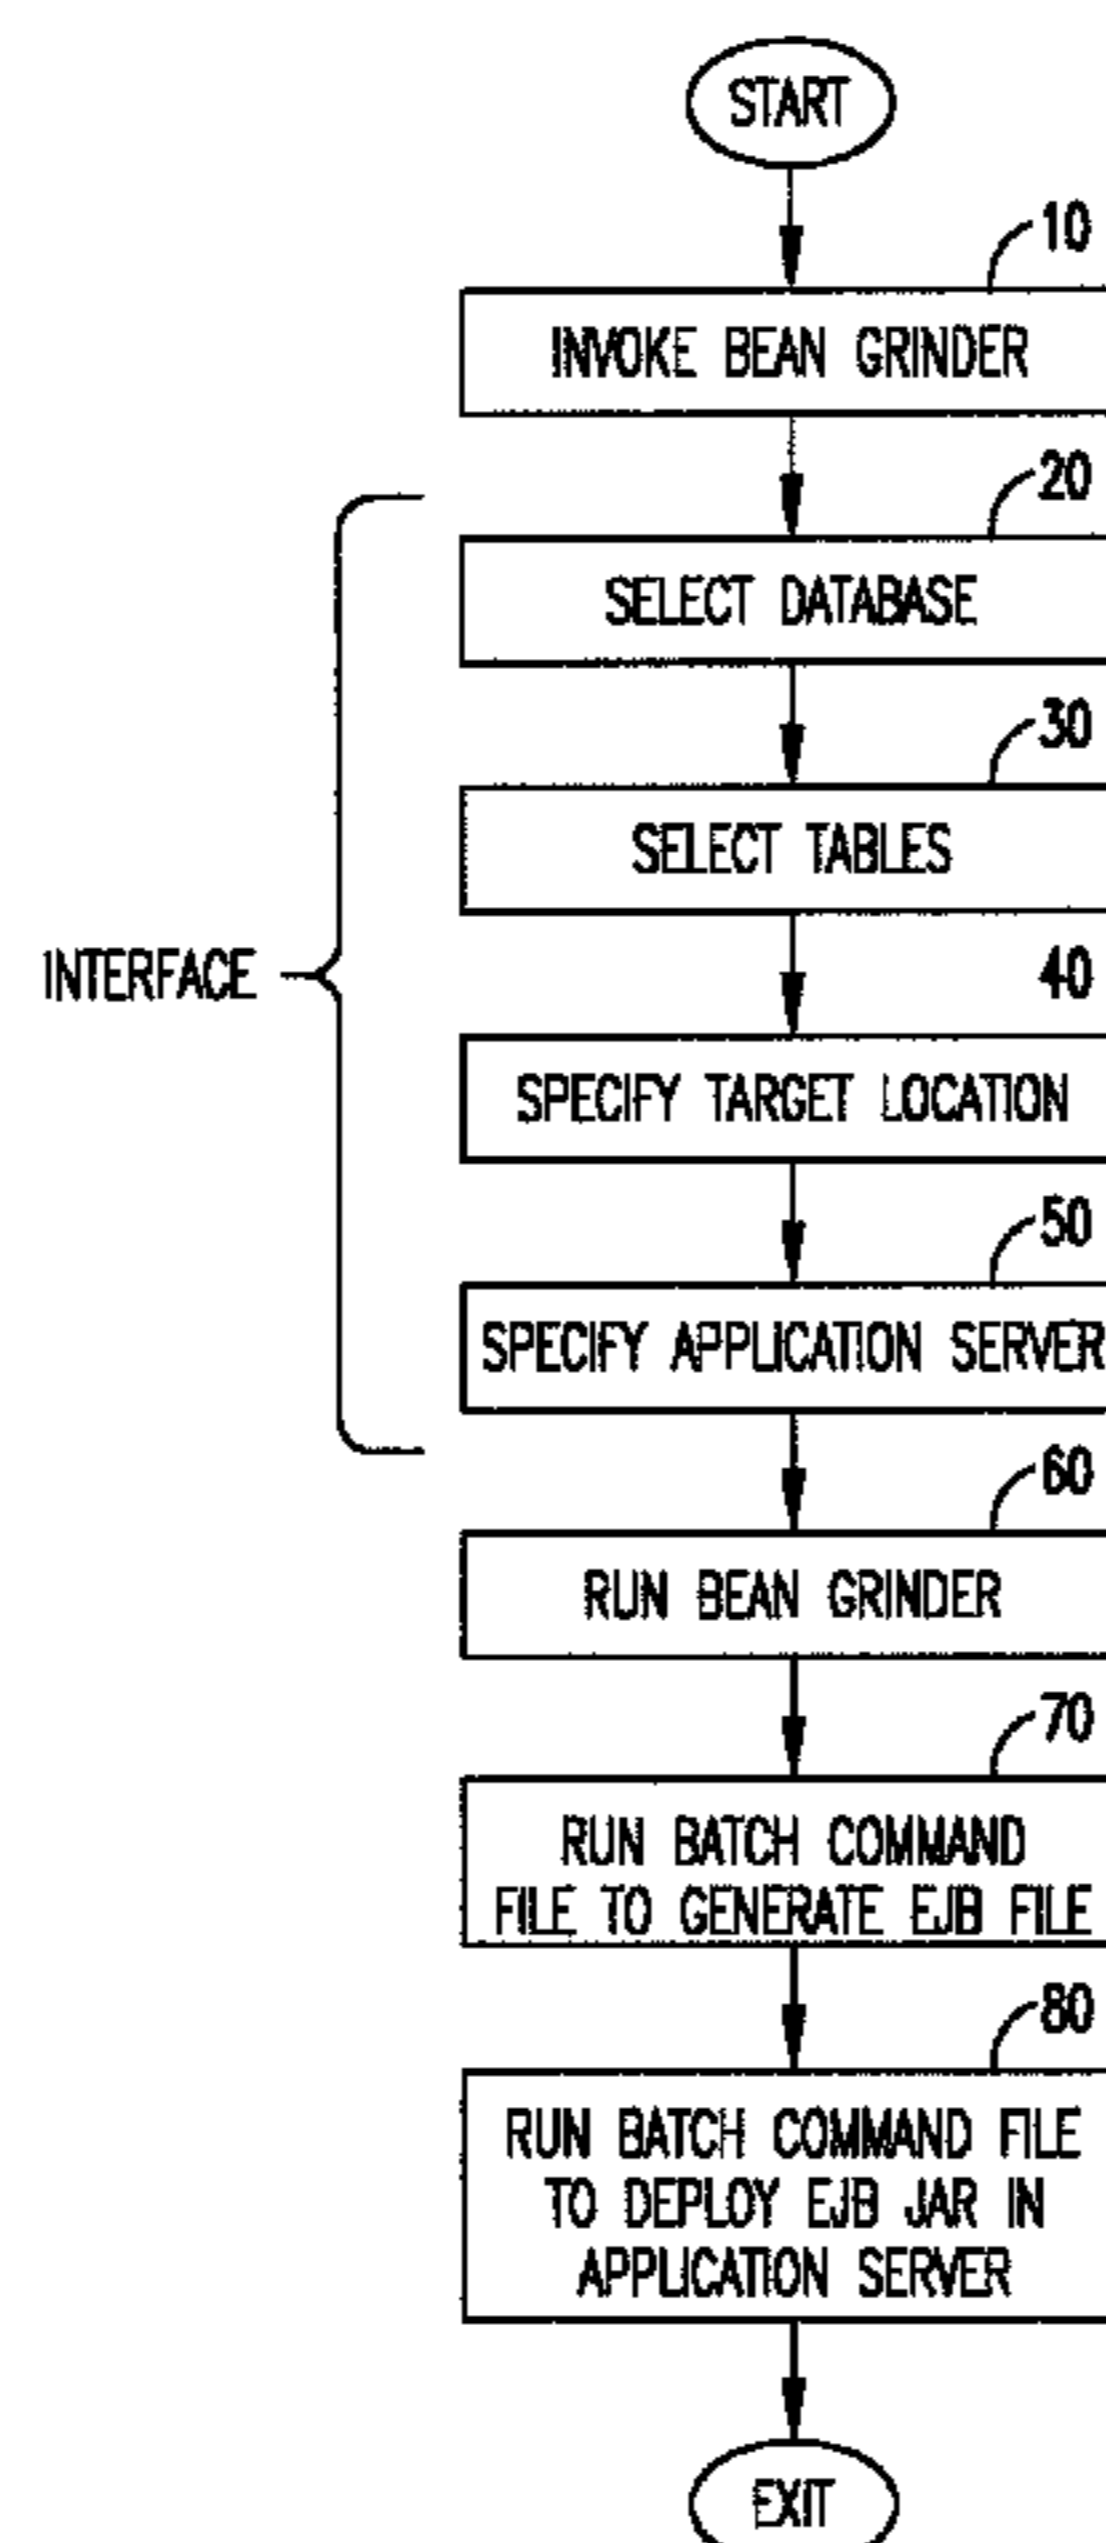 START
10
INVOKE BEAN GRINDER
20
SELECT DATABASE
30
SELECT TABLES
INTERFACE
40
SPECIFY TARGET LOCATION
50
SPECIFY APPLICATION SERVER
60
RUN BEAN GRINDER
70
RUN BATCH COMMAND
FILE TO GENERATE EJB FILE
80
RUN BATCH COMMAND FILE
TO DEPLOY EJB JAR IN
APPLICATION SERVER
EXIT